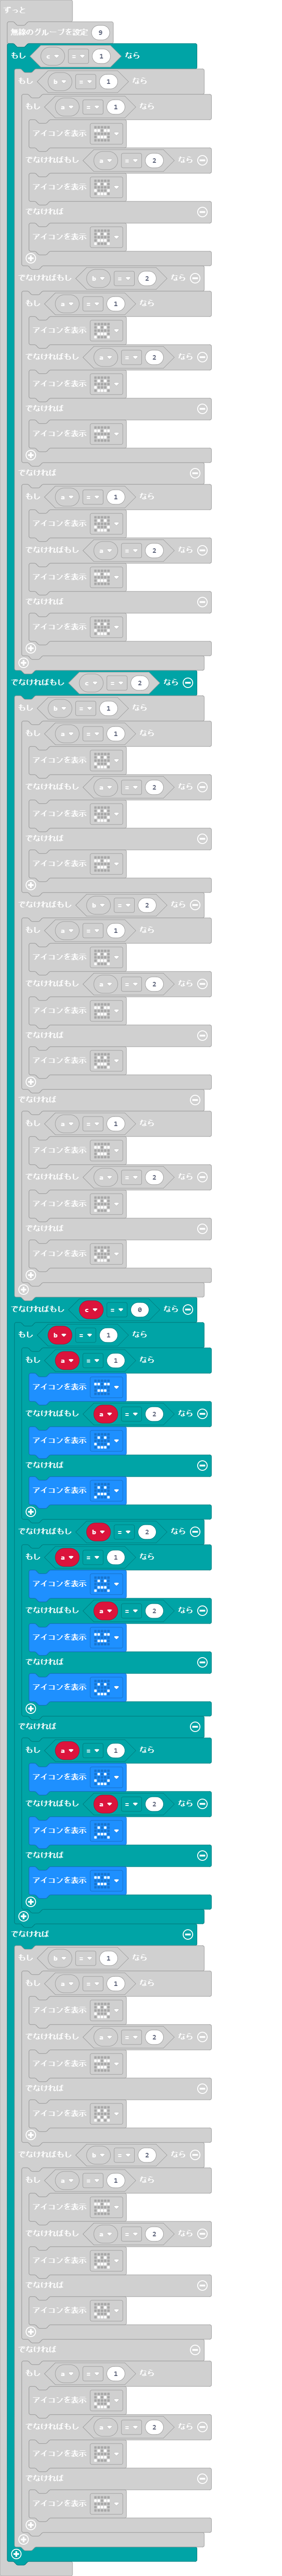 ずっと
無線のグループを設定 9
もし c = 1 なら
もし b = 1 なら
もし a = 1 なら
アイコンを表示
でなければもし a = 2 なら
アイコンを表示
でなければ
アイコンを表示
でなければもし b = 2 なら
もし a = 1 なら
アイコンを表示
でなければもし a = 2 なら
アイコンを表示
でなければ
アイコンを表示
でなければ
もし a = 1 なら
アイコンを表示
でなければもし a = 2 なら
アイコンを表示
でなければ
アイコンを表示
でなければもし c = 2 なら
もし b = 1 なら
もし a = 1 なら
アイコンを表示
でなければもし a = 2 なら
アイコンを表示
でなければ
アイコンを表示
でなければもし b = 2 なら
もし a = 1 なら
アイコンを表示
でなければもし a = 2 なら
アイコンを表示
でなければ
アイコンを表示
でなければ
もし a = 1 なら
アイコンを表示
でなければもし a = 2 なら
アイコンを表示
でなければ
アイコンを表示
でなければもし c = 0 なら
もし b = 1 なら
もし a = 1 なら
アイコンを表示
でなければもし a = 2 なら
アイコンを表示
でなければ
アイコンを表示
でなければもし b = 2 なら
もし a = 1 なら
アイコンを表示
でなければもし a = 2 なら
アイコンを表示
でなければ
アイコンを表示
でなければ
もし a = 1 なら
アイコンを表示
でなければもし a = 2 なら
アイコンを表示
でなければ
アイコンを表示
でなければ
もし b = 1 なら
もし a = 1 なら
アイコンを表示
でなければもし a = 2 なら
アイコンを表示
でなければ
アイコンを表示
でなければもし b = 2 なら
もし a = 1 なら
アイコンを表示
でなければもし a = 2 なら
アイコンを表示
でなければ
アイコンを表示
でなければ
もし a = 1 なら
アイコンを表示
でなければもし a = 2 なら
アイコンを表示
でなければ
アイコンを表示